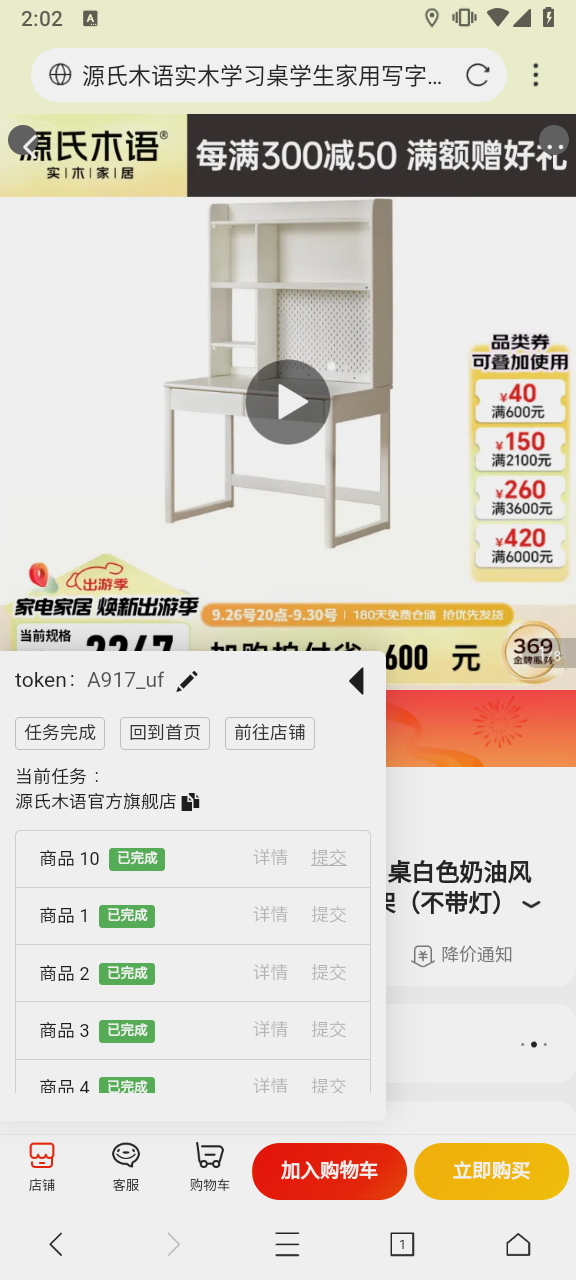 2:02
源氏木语实木学习桌学生家用写字...
源氏木语®
实|木|家|居
每满300减50 满额赠好礼
品类券
可叠加使用
¥40
满600元
¥150
满2100元
¥260
满3600元
¥420
满6000元
出游季
家电家居 焕新出游季
9.26号20点-9.30号 | 180天免费仓储 抢优先发货
当前规格
600 元
369
金牌服务
token: A917_uf
任务完成
回到首页
前往店铺
当前任务：
源氏木语官方旗舰店
商品 10 已完成 详情 提交
商品 1 已完成 详情 提交
商品 2 已完成 详情 提交
商品 3 已完成 详情 提交
商品 4 已完成 详情 提交
桌白色奶油风
架（不带灯）
降价通知
店铺
客服
购物车
加入购物车
立即购买
1